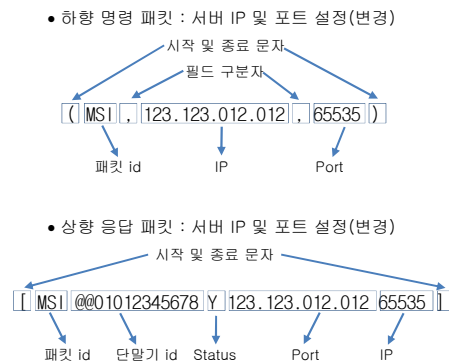 • 하향 명령 패킷 : 서버 IP 및 포트 설정(변경)
시작 및 종료 문자
필드 구분자
( MSI , 123.123.012.012 , 65535 )
패킷 id IP Port
• 상향 응답 패킷 : 서버 IP 및 포트 설정(변경)
시작 및 종료 문자
[ MSI @@01012345678 Y 123.123.012.012 65535 ]
패킷 id 단말기 id Status Port IP